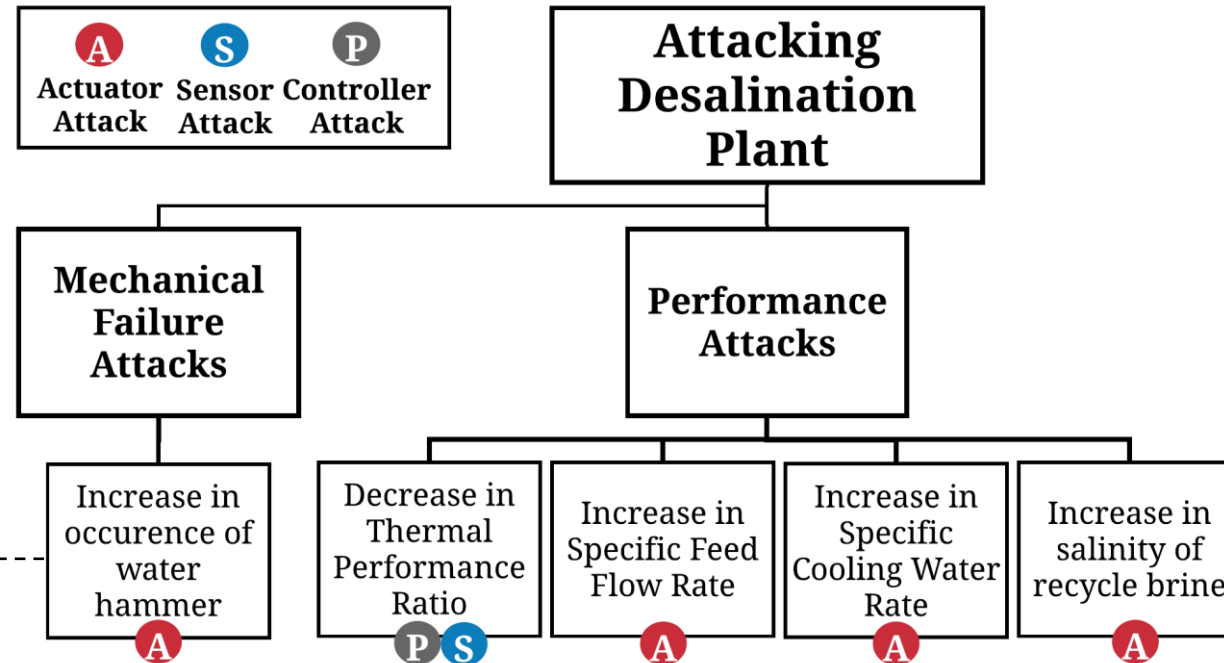 A
S
P
Actuator Attack
Sensor Attack
Controller Attack
Attacking
Desalination
Plant
Mechanical
Failure
Attacks
Performance
Attacks
Increase in
occurence of
water
hammer
A
Decrease in
Thermal
Performance
Ratio
P S
Increase in
Specific Feed
Flow Rate
A
Increase in
Specific
Cooling Water
Rate
A
Increase in
salinity of
recycle brine
A